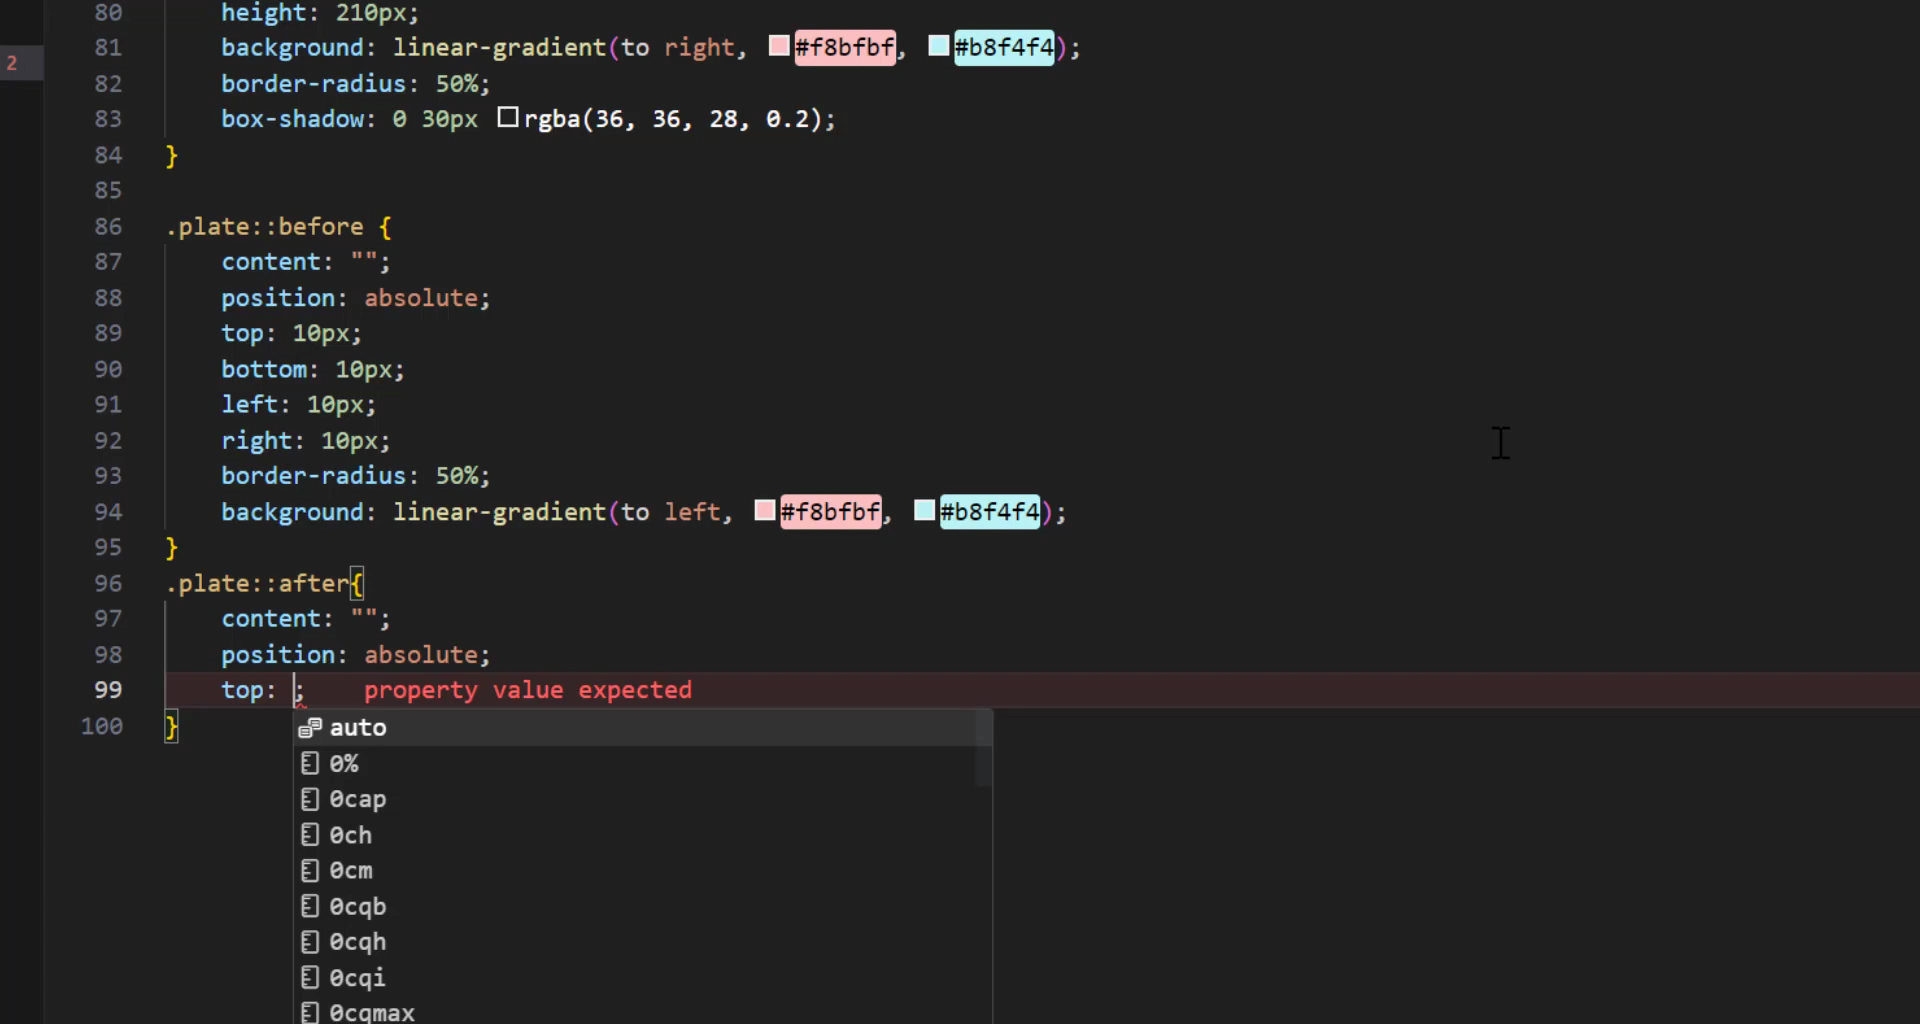 80 height: 210px;
2
81 background: linear-gradient(to right, #f8bfbf, #b8f4f4);
82 border-radius: 50%;
83 box-shadow: 0 30px rgba(36, 36, 28, 0.2);
84 }
85
86 .plate::before {
87 content: "";
88 position: absolute;
89 top: 10px;
90 bottom: 10px;
91 left: 10px;
92 right: 10px;
93 border-radius: 50%;
94 background: linear-gradient(to left, #f8bfbf, #b8f4f4);
95 }
96 .plate::after{
97 content: "";
98 position: absolute;
99 top: ; property value expected
100 }
auto
0%
0cap
0ch
0cm
0cqb
0cqh
0cqi
0cqmax